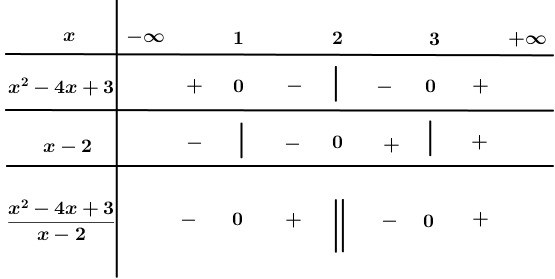 x −∞ 1 2 3 +∞
x² − 4x + 3 + 0 − | − 0 +
x − 2 − | − 0 + | +
x² − 4x + 3
− 0 + || − 0 +
x − 2